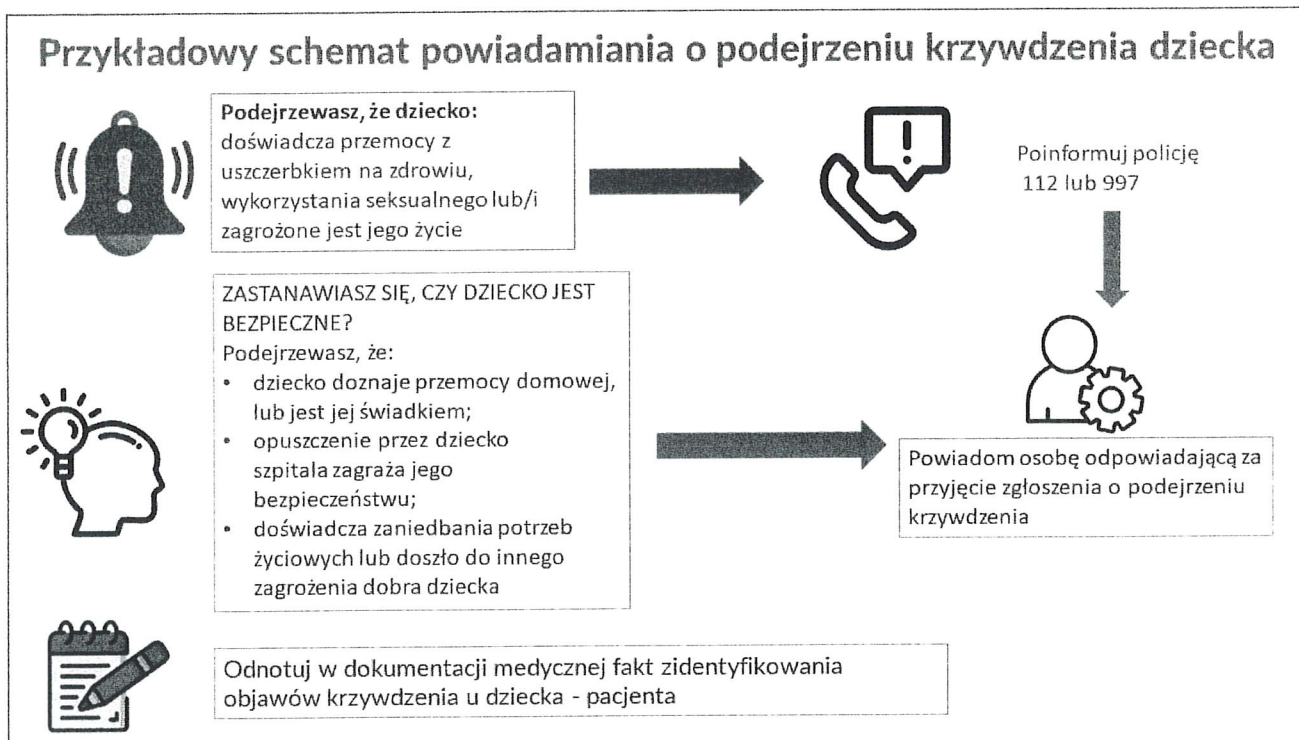 Przykładowy schemat powiadamiania o podejrzeniu krzywdzenia dziecka
Podejrzewasz, że dziecko:
doświadcza przemocy z
uszczerbkiem na zdrowiu,
wykorzystania seksualnego lub/i
zagrożone jest jego życie
Poinformuj policję
112 lub 997
ZASTANAWIASZ SIĘ, CZY DZIECKO JEST
BEZPIECZNE?
Podejrzewasz, że:
• dziecko doznaje przemocy domowej,
lub jest jej świadkiem;
• opuszczenie przez dziecko
szpitala zagraża jego
bezpieczeństwu;
• doświadcza zaniedbania potrzeb
życiowych lub doszło do innego
zagrożenia dobra dziecka
Powiadom osobę odpowiadającą za
przyjęcie zgłoszenia o podejrzeniu
krzywdzenia
Odnotuj w dokumentacji medycznej fakt zidentyfikowania
objawów krzywdzenia u dziecka - pacjenta